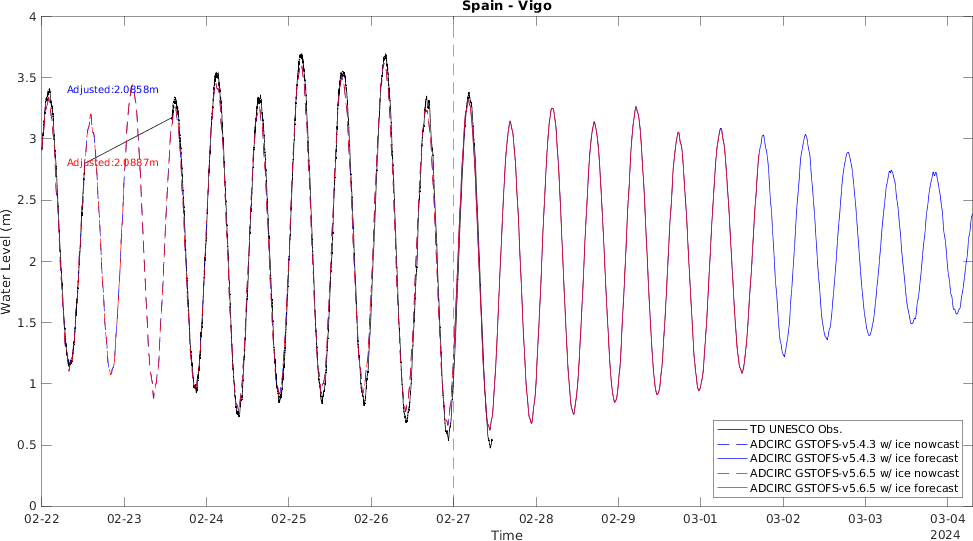 Spain - Vigo
4
3.5
3
2.5
2
1.5
1
0.5
0
Water Level (m)
Adjusted:2.0858m
Adjusted:2.0887m
TD UNESCO Obs.
ADCIRC GSTOFS-v5.4.3 w/ ice nowcast
ADCIRC GSTOFS-v5.4.3 w/ ice forecast
ADCIRC GSTOFS-v5.6.5 w/ ice nowcast
ADCIRC GSTOFS-v5.6.5 w/ ice forecast
02-22 02-23 02-24 02-25 02-26 02-27 02-28 02-29 03-01 03-02 03-03 03-04
2024
Time